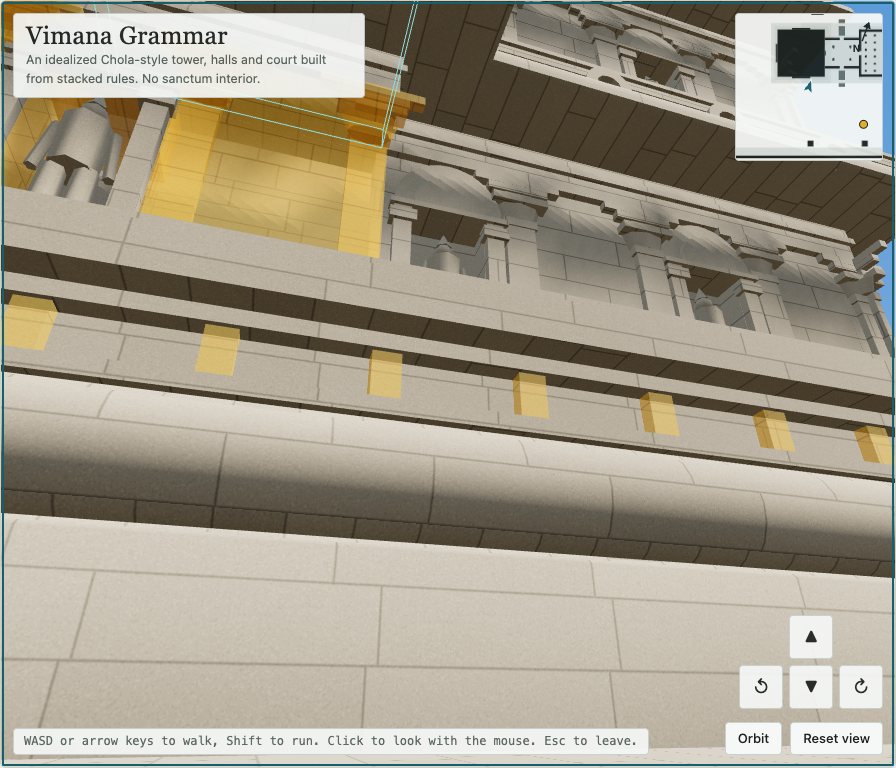 Vimana Grammar
An idealized Chola-style tower, halls and court built
from stacked rules. No sanctum interior.
N
WASD or arrow keys to walk, Shift to run. Click to look with the mouse. Esc to leave.
Orbit
Reset view